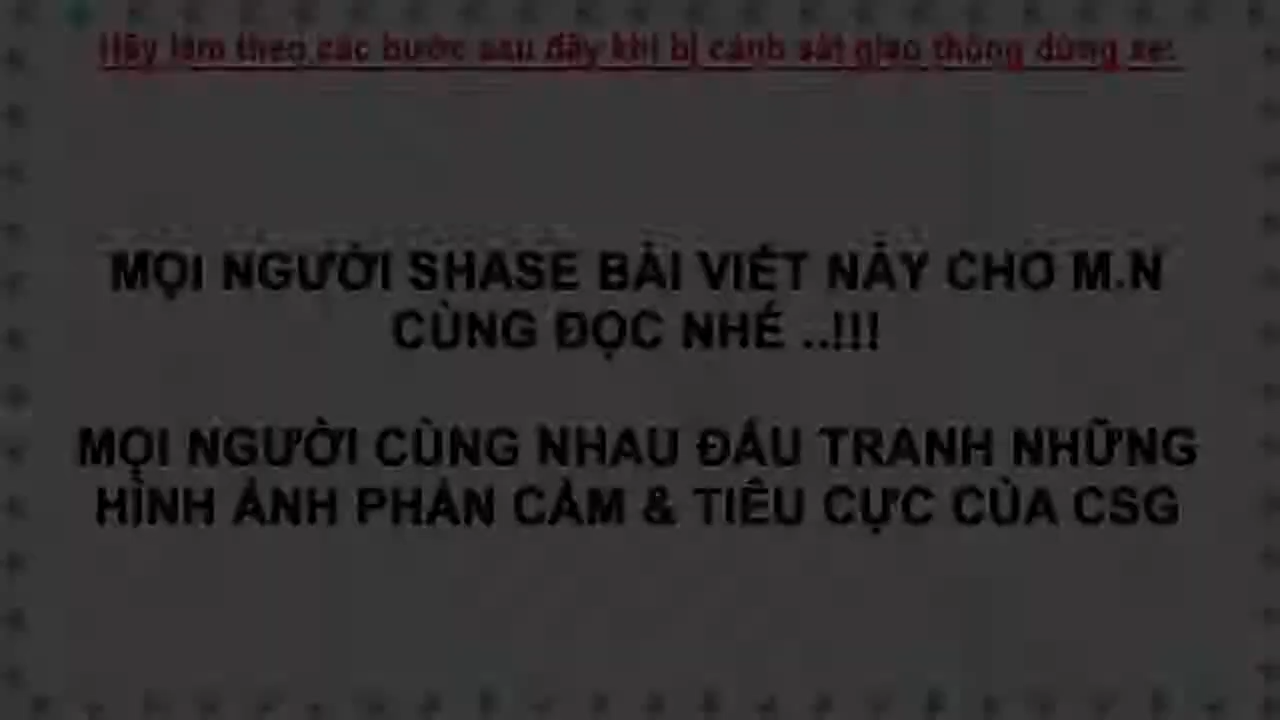 Hãy làm theo các bước sau đây khi bị cảnh sát giao thông dừng xe:
MỌI NGƯỜI SHASE BÀI VIẾT NÀY CHO M.N
CÙNG ĐỌC NHÉ ..!!!
MỌI NGƯỜI CÙNG NHAU ĐẤU TRANH NHỮNG
HÌNH ẢNH PHẢN CẢM & TIÊU CỰC CỦA CSG